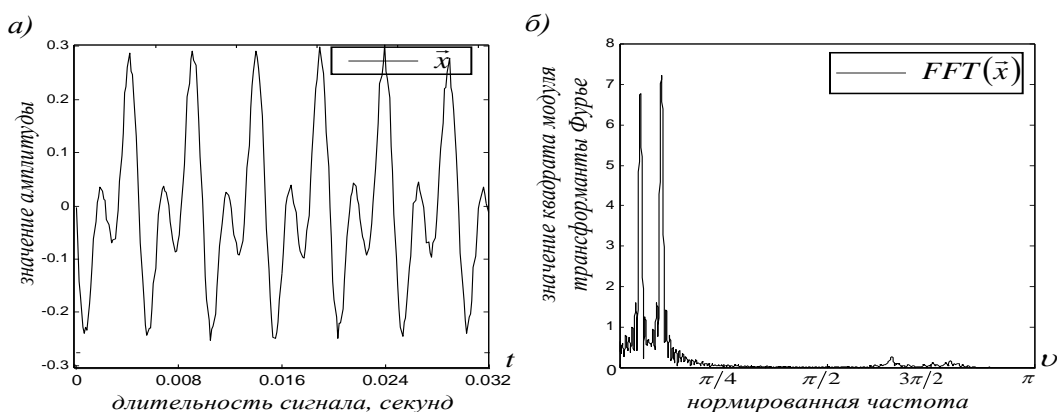 а)
0.3
0.2
0.1
0
-0.1
-0.2
-0.3
значение амплитуды
x⃗
0
0.008
0.016
0.024
0.032
t
длительность сигнала, секунд
б)
8
7
6
5
4
3
2
1
0
значение квадрата модуля
трансформанты Фурье
FFT(x⃗)
π/4
π/2
3π/2
π
υ
нормированная частота